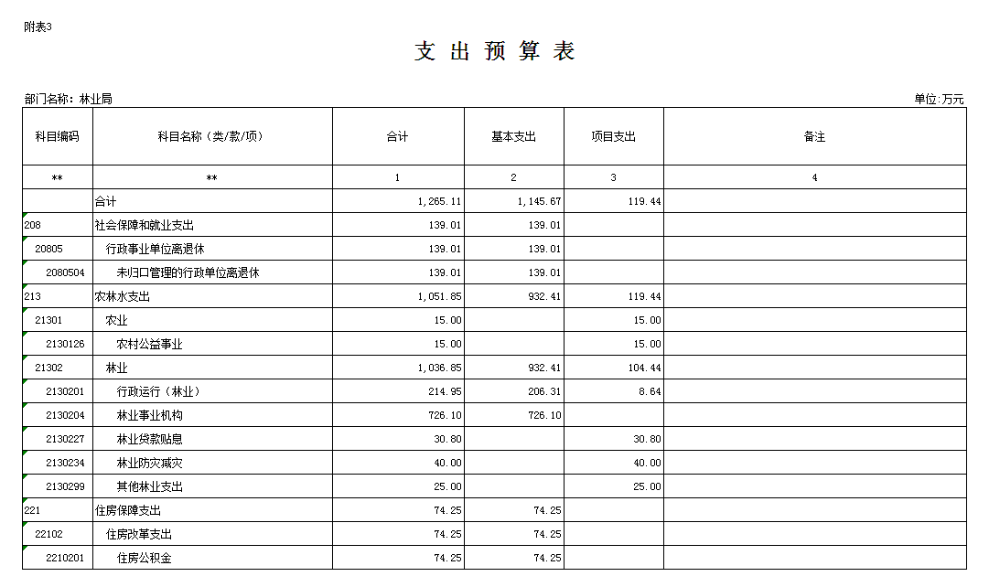 附表3
支出预算表
部门名称：林业局 单位:万元
科目编码 科目名称（类/款/项） 合计 基本支出 项目支出 备注
** ** 1 2 3 4
合计 1,265.11 1,145.67 119.44
208 社会保障和就业支出 139.01 139.01
20805 行政事业单位离退休 139.01 139.01
2080504 未归口管理的行政单位离退休 139.01 139.01
213 农林水支出 1,051.85 932.41 119.44
21301 农业 15.00 15.00
2130126 农村公益事业 15.00 15.00
21302 林业 1,036.85 932.41 104.44
2130201 行政运行（林业） 214.95 206.31 8.64
2130204 林业事业机构 726.10 726.10
2130227 林业贷款贴息 30.80 30.80
2130234 林业防灾减灾 40.00 40.00
2130299 其他林业支出 25.00 25.00
221 住房保障支出 74.25 74.25
22102 住房改革支出 74.25 74.25
2210201 住房公积金 74.25 74.25